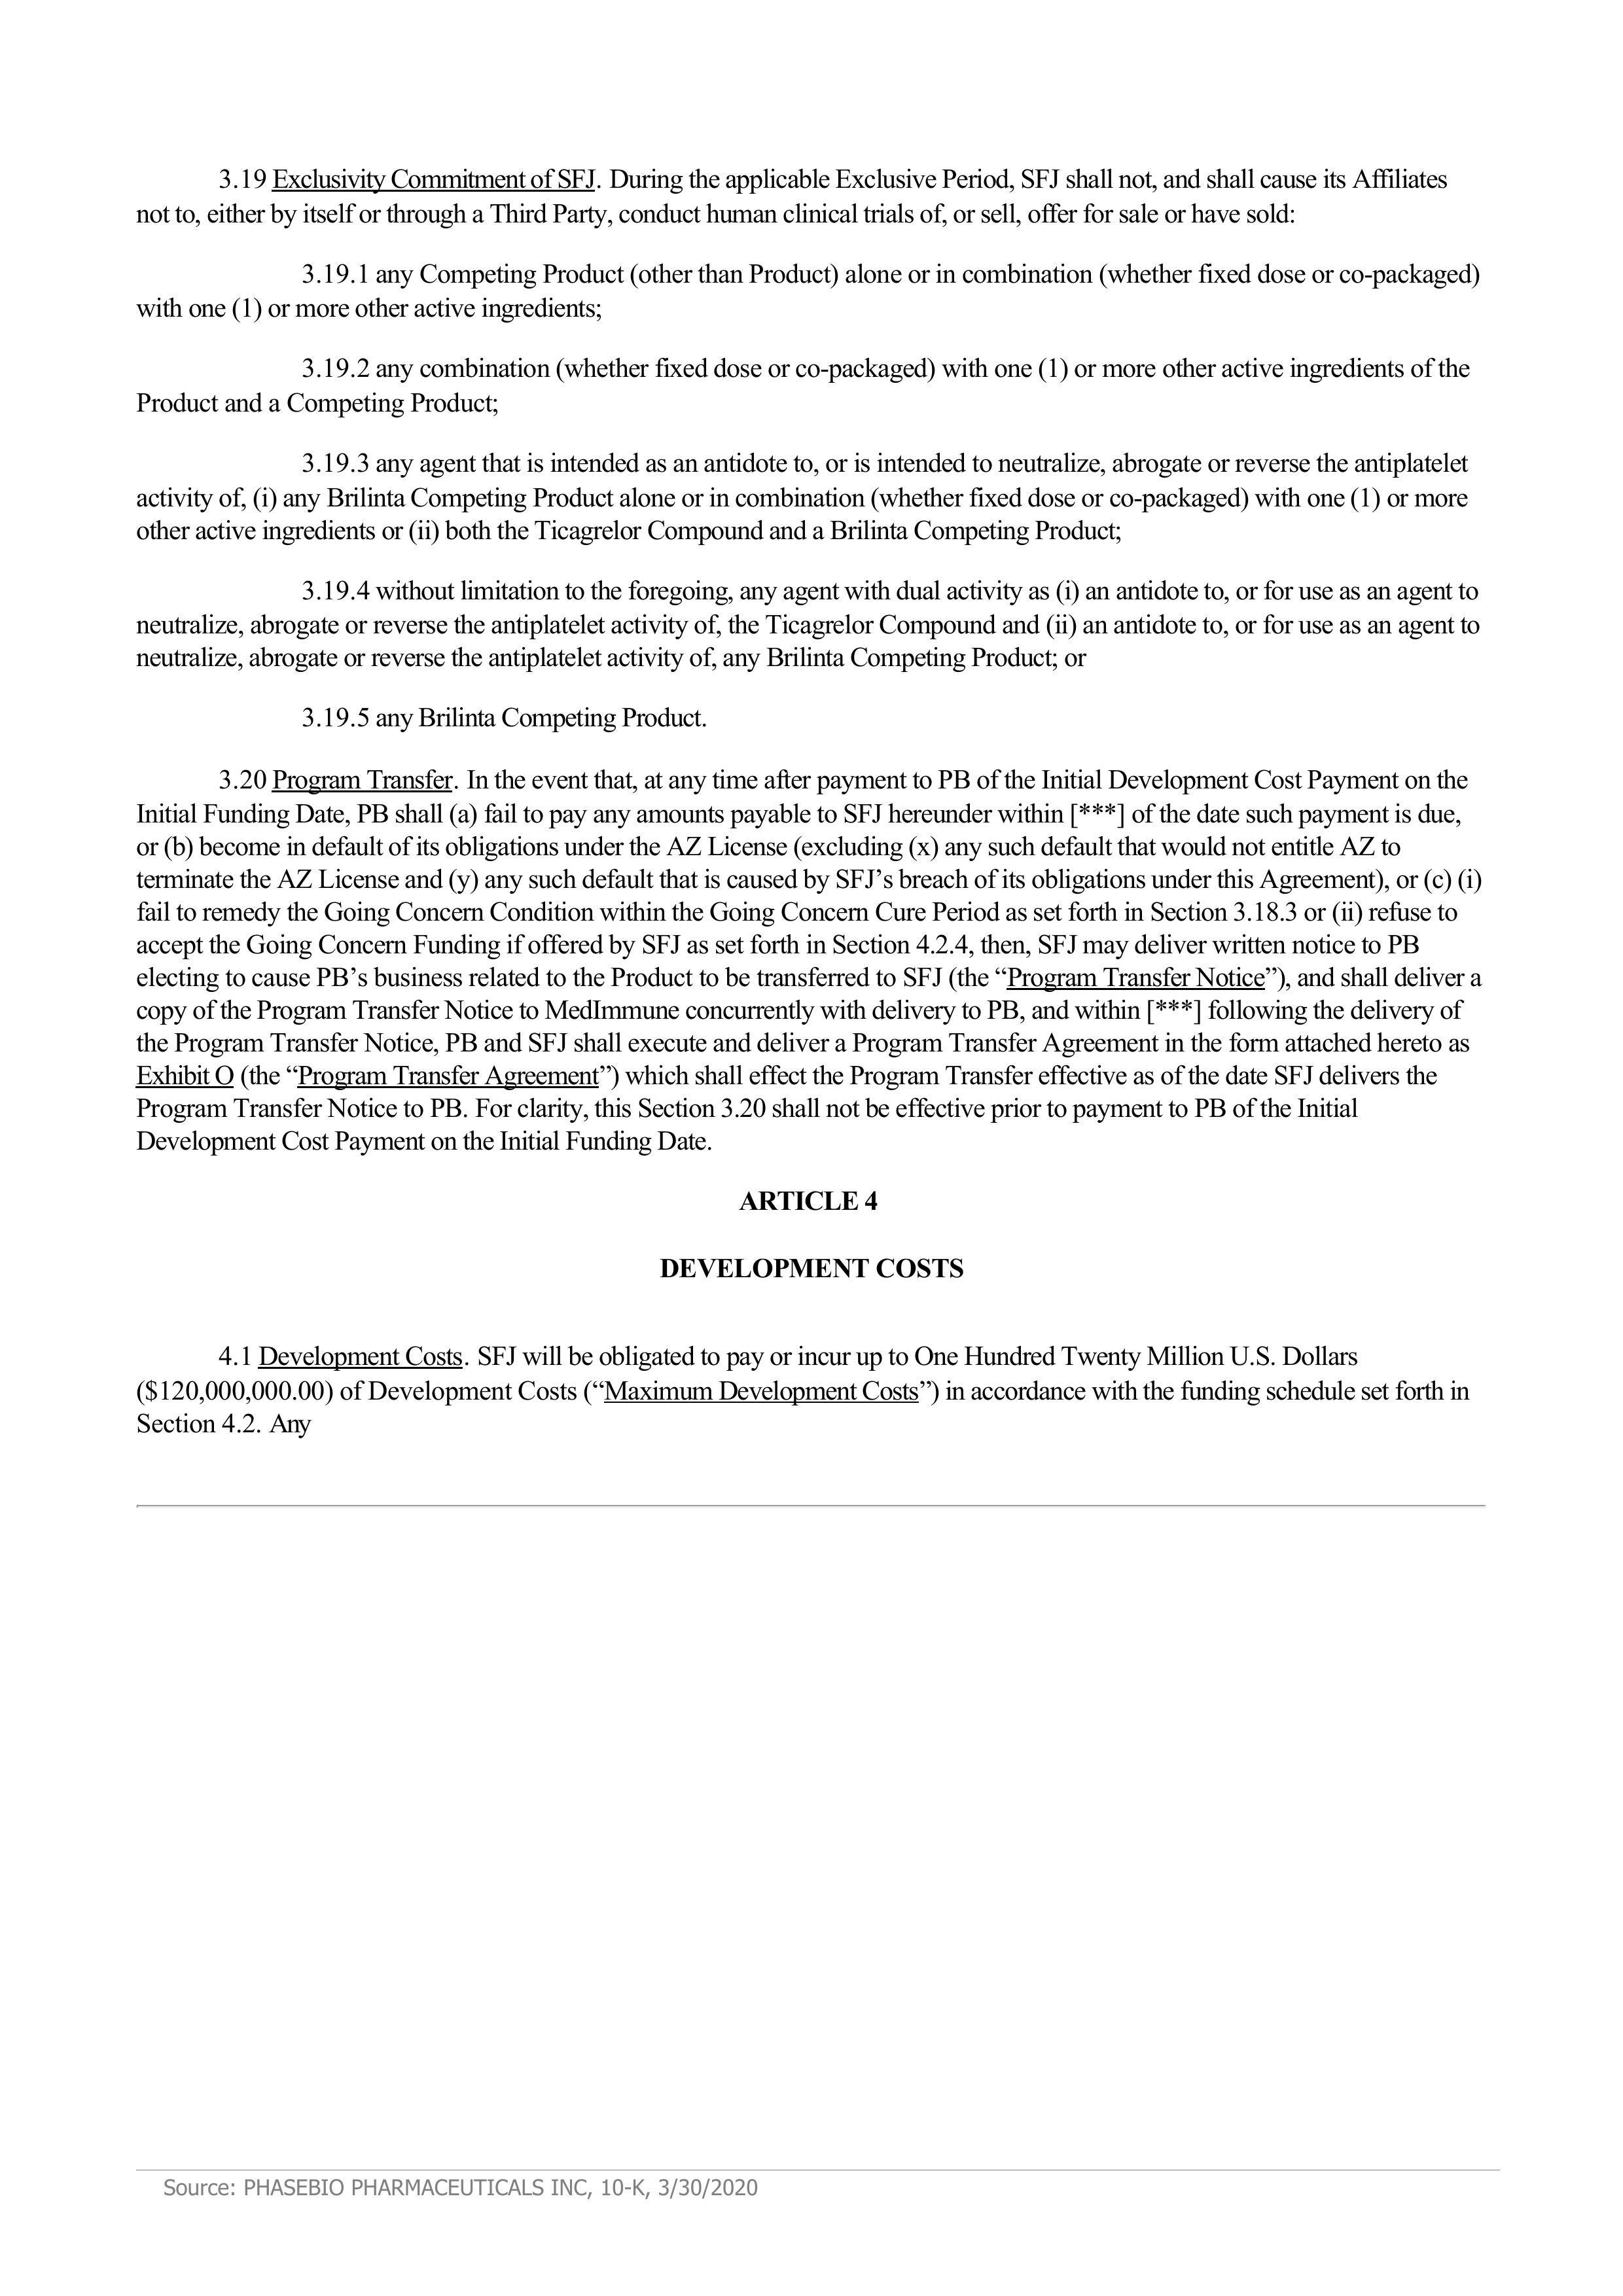 3.19 Exclusivity Commitment of SFJ. During the applicable Exclusive Period, SFJ shall not, and shall cause its Affiliates
not to, either by itself or through a Third Party, conduct human clinical trials of, or sell, offer for sale or have sold:
3.19.1 any Competing Product (other than Product) alone or in combination (whether fixed dose or co-packaged)
with one (1) or more other active ingredients;
3.19.2 any combination (whether fixed dose or co-packaged) with one (1) or more other active ingredients of the
Product and a Competing Product;
3.19.3 any agent that is intended as an antidote to, or is intended to neutralize, abrogate or reverse the antiplatelet
activity of, (i) any Brilinta Competing Product alone or in combination (whether fixed dose or co-packaged) with one (1) or more
other active ingredients or (ii) both the Ticagrelor Compound and a Brilinta Competing Product;
3.19.4 without limitation to the foregoing, any agent with dual activity as (i) an antidote to, or for use as an agent to
neutralize, abrogate or reverse the antiplatelet activity of, the Ticagrelor Compound and (ii) an antidote to, or for use as an agent to
neutralize, abrogate or reverse the antiplatelet activity of, any Brilinta Competing Product; or
3.19.5 any Brilinta Competing Product.
3.20 Program Transfer. In the event that, at any time after payment to PB of the Initial Development Cost Payment on the
Initial Funding Date, PB shall (a) fail to pay any amounts payable to SFJ hereunder within [***] of the date such payment is due,
or (b) become in default of its obligations under the AZ License (excluding (x) any such default that would not entitle AZ to
terminate the AZ License and (y) any such default that is caused by SFJ’s breach of its obligations under this Agreement), or (c) (i)
fail to remedy the Going Concern Condition within the Going Concern Cure Period as set forth in Section 3.18.3 or (ii) refuse to
accept the Going Concern Funding if offered by SFJ as set forth in Section 4.2.4, then, SFJ may deliver written notice to PB
electing to cause PB’s business related to the Product to be transferred to SFJ (the “Program Transfer Notice”), and shall deliver a
copy of the Program Transfer Notice to MedImmune concurrently with delivery to PB, and within [***] following the delivery of
the Program Transfer Notice, PB and SFJ shall execute and deliver a Program Transfer Agreement in the form attached hereto as
Exhibit O (the “Program Transfer Agreement”) which shall effect the Program Transfer effective as of the date SFJ delivers the
Program Transfer Notice to PB. For clarity, this Section 3.20 shall not be effective prior to payment to PB of the Initial
Development Cost Payment on the Initial Funding Date.
ARTICLE 4
DEVELOPMENT COSTS
4.1 Development Costs. SFJ will be obligated to pay or incur up to One Hundred Twenty Million U.S. Dollars
($120,000,000.00) of Development Costs (“Maximum Development Costs”) in accordance with the funding schedule set forth in
Section 4.2. Any
Source: PHASEBIO PHARMACEUTICALS INC, 10-K, 3/30/2020